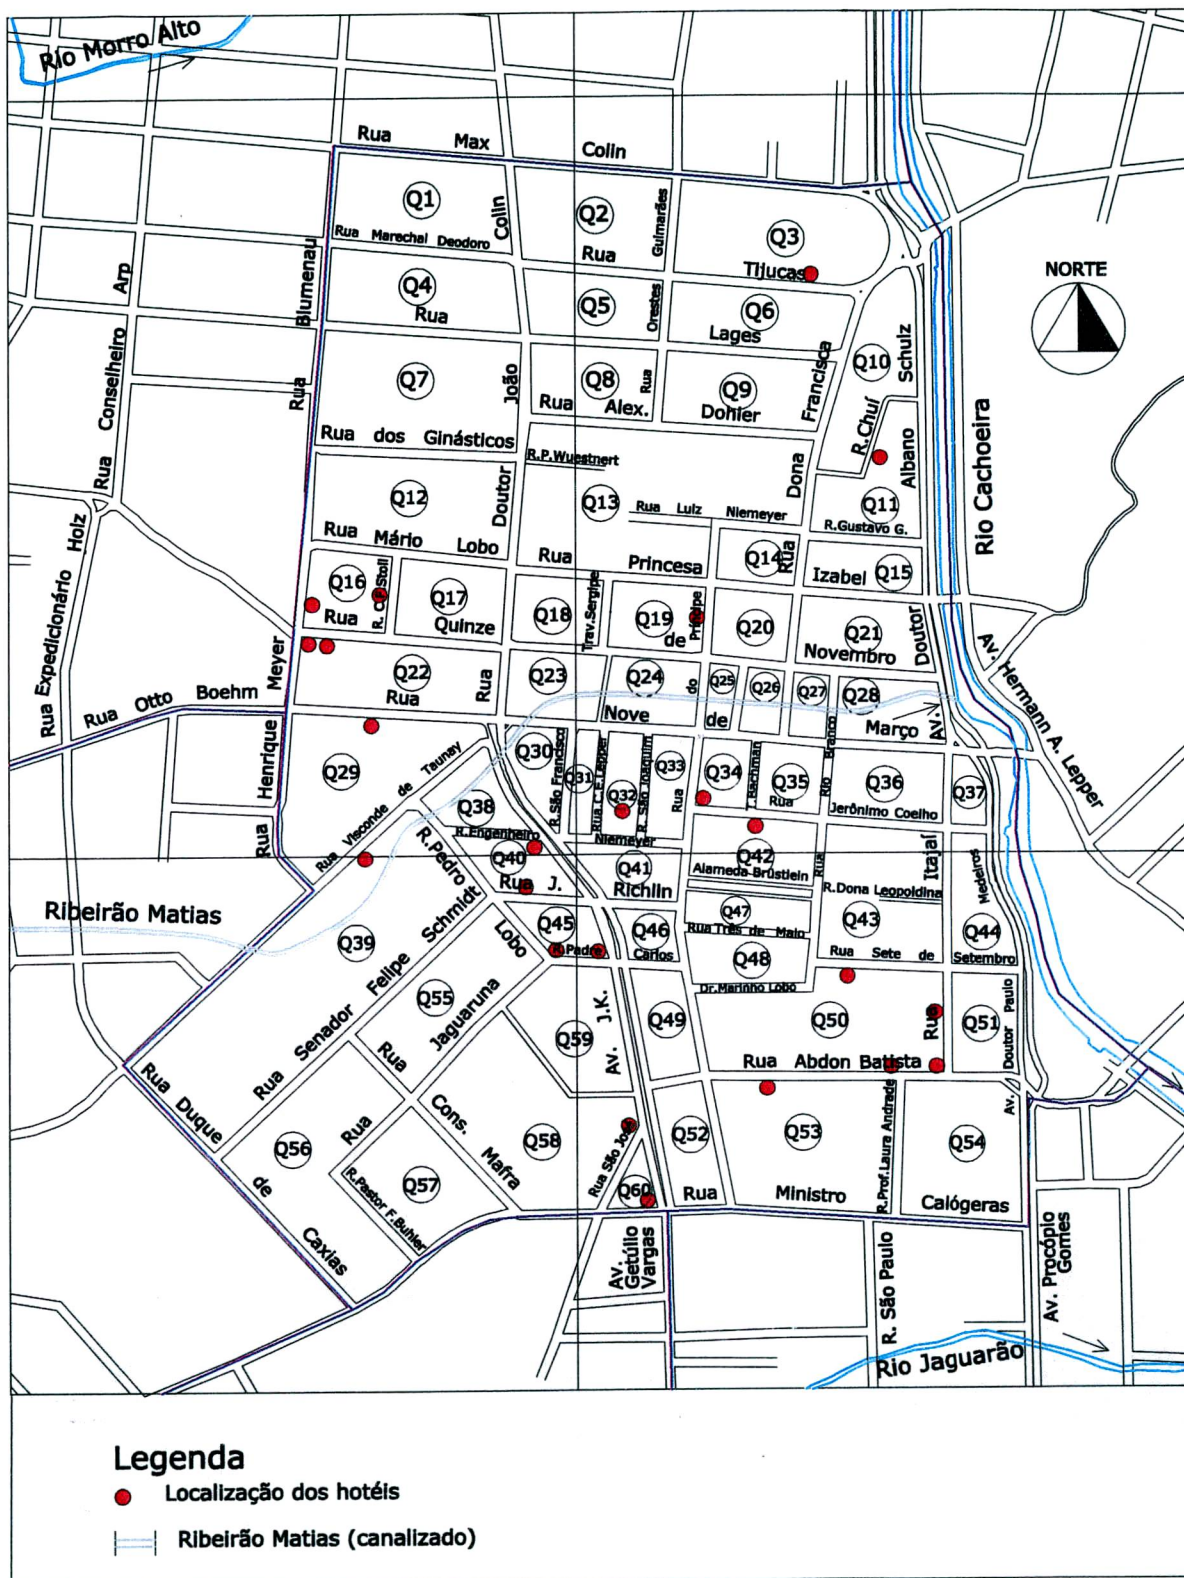 Rio Morro Alto
Rua Max Colin
Q1
Q2
Q3
Rua Marechal Deodoro
Colin
Rua
Guimarães
Tijucas
NORTE
Arp
Blumenau
Q4
Rua
Q5
Orestes
Q6
Lages
Schulz
Q10
Conselheiro
Rua
Q7
João
Q8
Rua
Q9
Francisca
Rua Alex. Dohler
R.Chuí
Albano
Rio Cachoeira
Rua dos Ginásticos
R.P.Wuestnert
Rua
Q12
Doutor
Q13
Dona
Q11
Rua Luiz Niemeyer
R.Gustavo G.
Holz
Rua Mário Lobo
Rua Princesa
Q14
Rua
Izabel
Q15
Rua Expedicionário
Q16
R. C.F.Stoll
Q17
Q18
Trav.Sergipe
Q19
Príncipe
Q20
Q21
Doutor
Rua Quinze
de
Novembro
Av. Hermann A. Lepper
Meyer
Q22
Rua
Q23
Q24
do
Q25
Q26
Q27
Q28
Rua Otto Boehm
Rua
Nove de
Março
Av.
Henrique
Q29
Rua Visconde de Taunay
Q30
R.São Francisco
Q31
Rua C.E.Lepper
Q32
R. São Joaquim
Q33
Rua
Q34
T.Bachman
Q35
Rio Branco
Q36
Q37
Rua
Jerônimo Coelho
Q38
R.Engenheiro
Niemeyer
Rua
R.Pedro
Q40
Q41
Q42
Rua
Itajaí
Medeiros
Alameda Brüstlein
Rua J.
Richlin
R.Dona Leopoldina
Ribeirão Matias
Q39
Lobo
Q45
Q46
Q47
Q43
Q44
Rua Três de Maio
R.Padre
Carlos
Rua Sete de Setembro
Q48
Dr.Marinho Lobo
Rua Senador Felipe Schmidt
Q55
Rua Jaguaruna
Q59
Av. J.K.
Q49
Q50
Rua
Q51
Doutor Paulo
Rua Abdon Batista
Av.
Rua Duque de Caxias
Q56
Rua
Cons. Mafra
Q58
Q52
Q53
R.Prof.Laura Andrade
Q54
R.Pastor F.Buhler
Q57
Rua São José
Q60
Rua Ministro Calógeras
Av.
Getúlio
Vargas
R. São Paulo
Av. Procópio
Gomes
Rio Jaguarão
Legenda
Localização dos hotéis
Ribeirão Matias (canalizado)